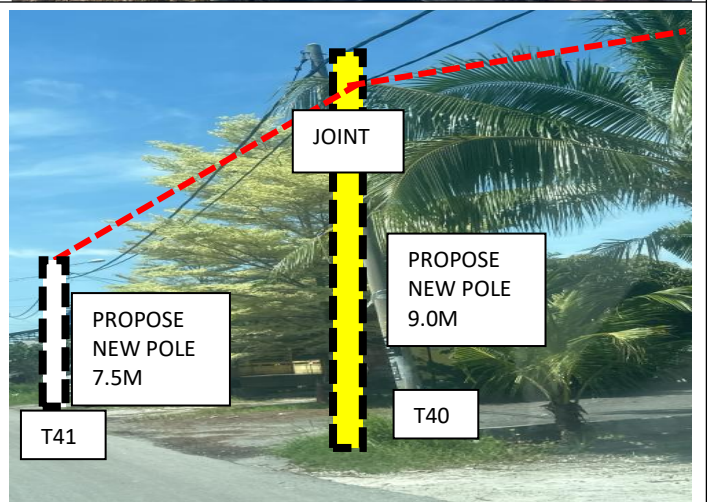 JOINT
PROPOSE
NEW POLE
9.0M
PROPOSE
NEW POLE
7.5M
T40
T41